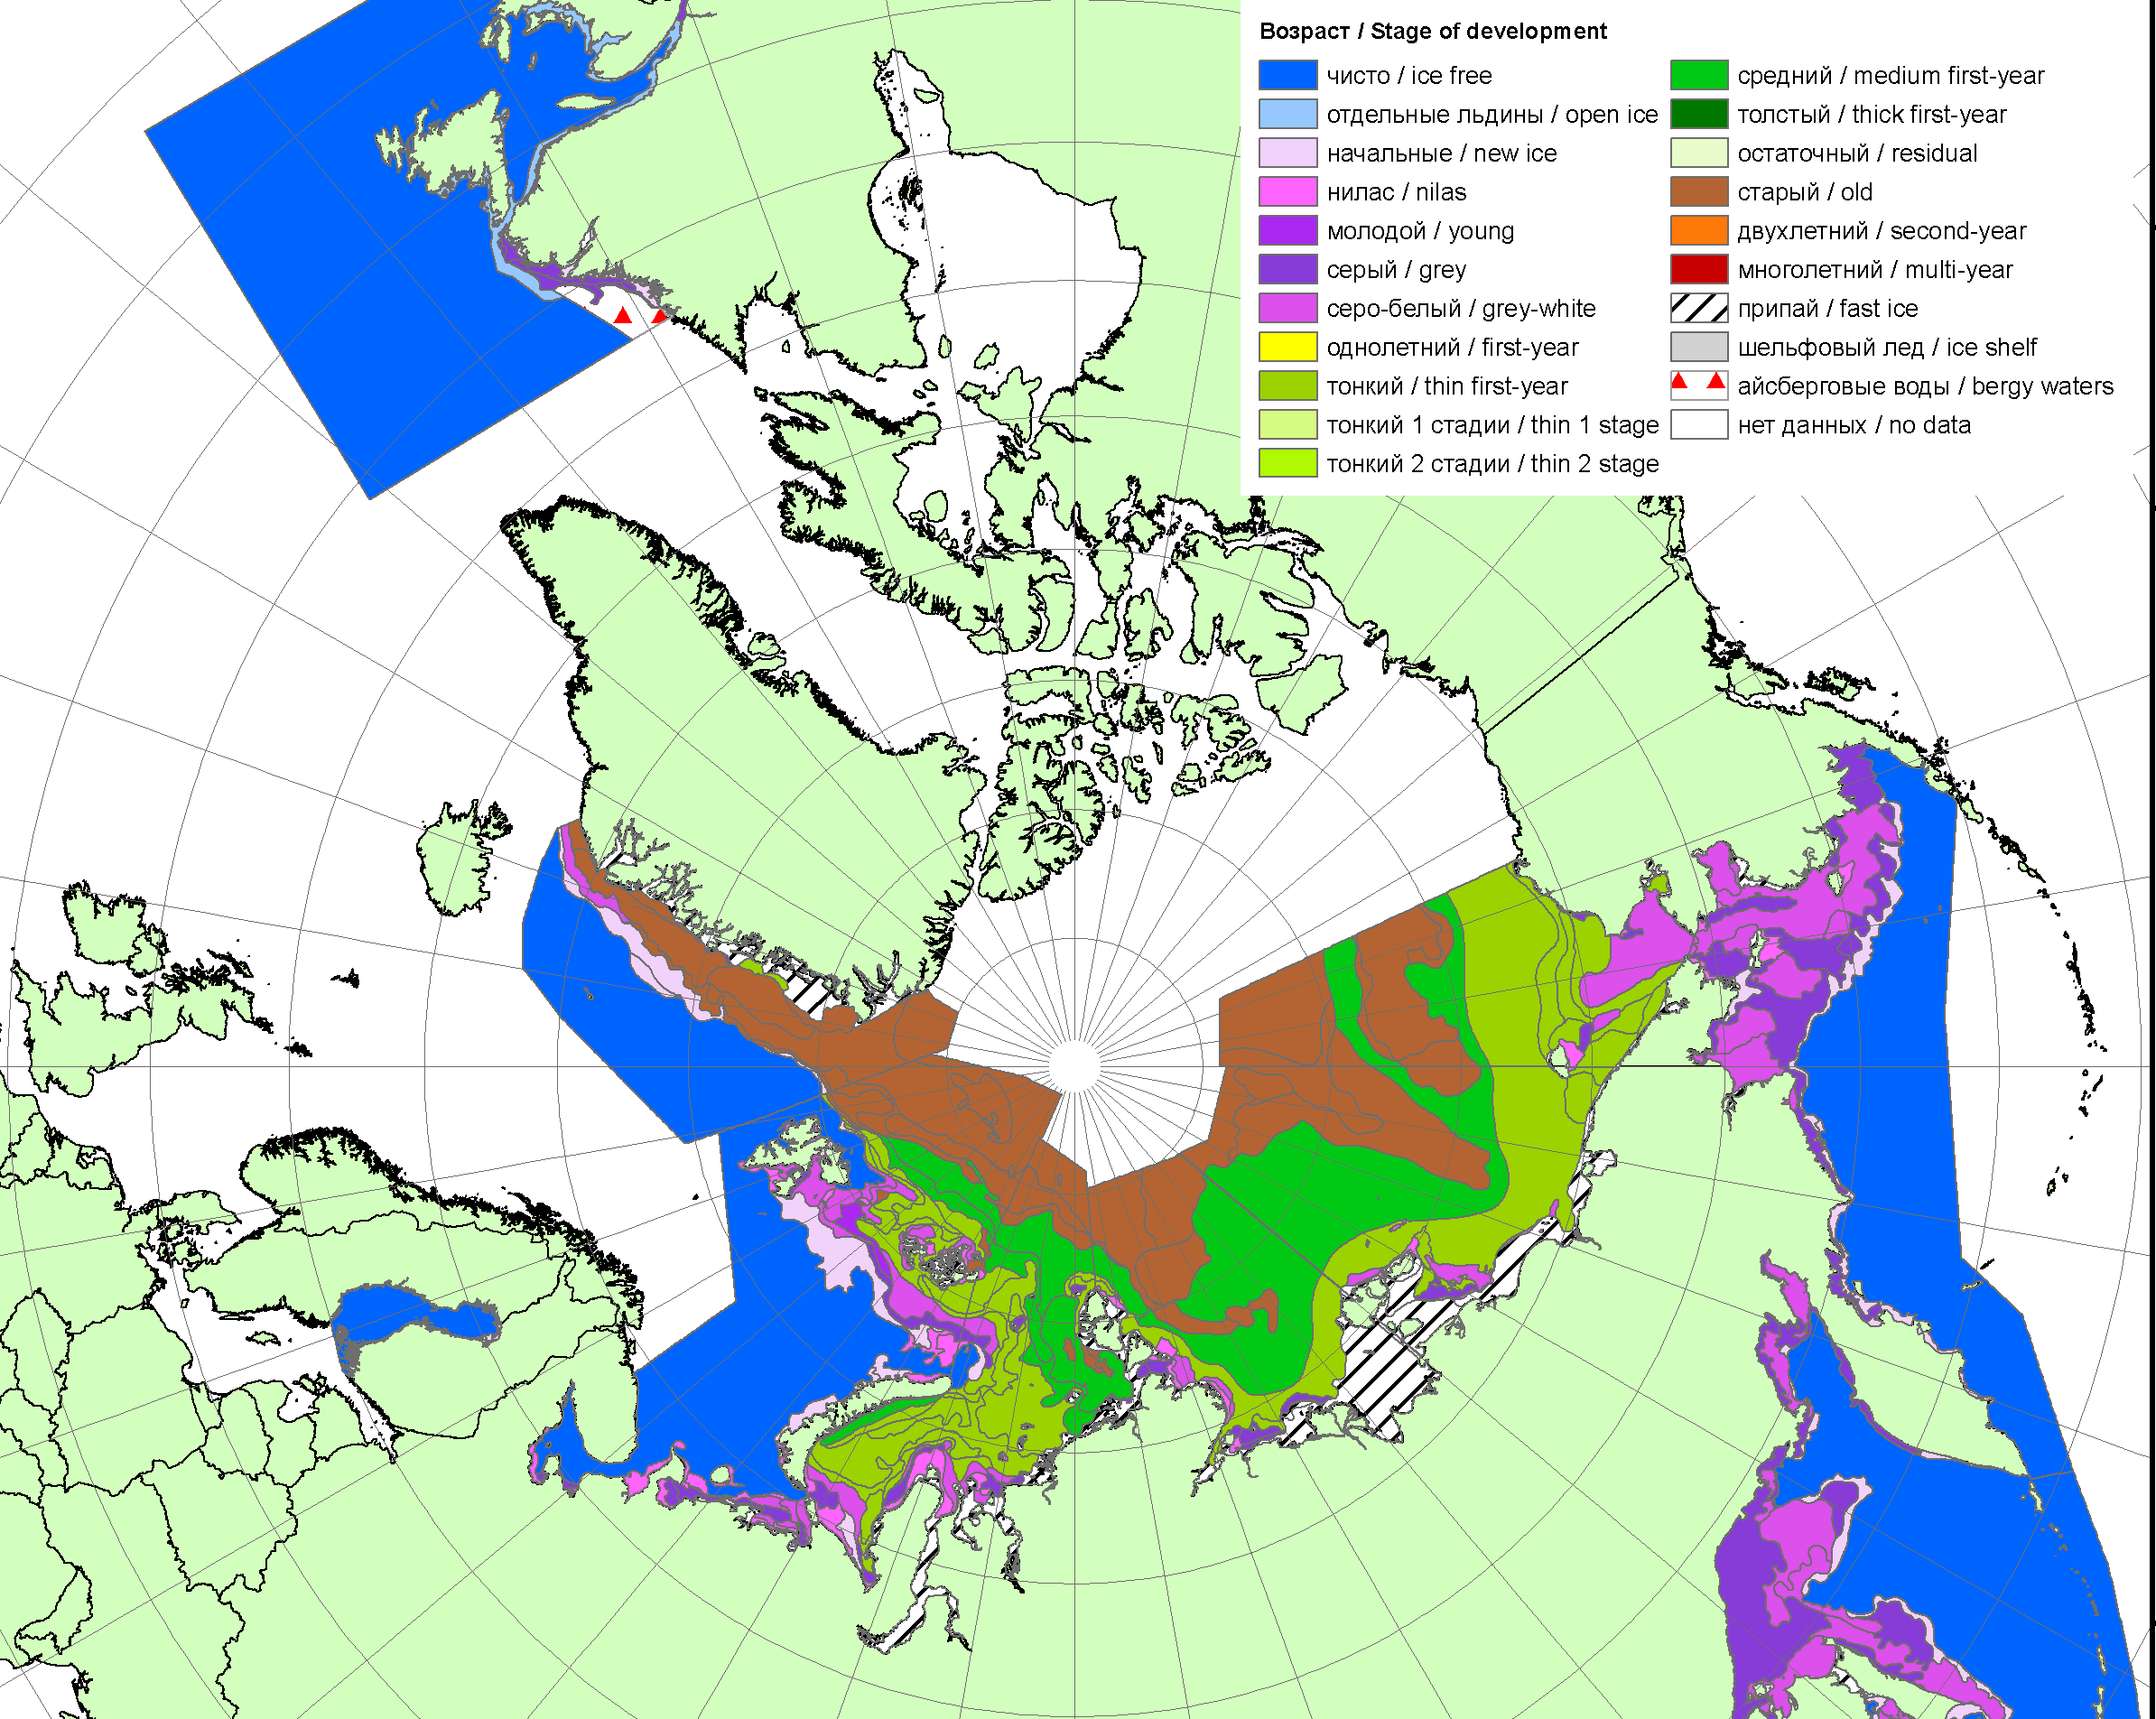 Возраст / Stage of development
чисто / ice free
отдельные льдины / open ice
начальные / new ice
нилас / nilas
молодой / young
серый / grey
серо-белый / grey-white
однолетний / first-year
тонкий / thin first-year
тонкий 1 стадии / thin 1 stage
тонкий 2 стадии / thin 2 stage
средний / medium first-year
толстый / thick first-year
остаточный / residual
старый / old
двухлетний / second-year
многолетний / multi-year
припай / fast ice
шельфовый лед / ice shelf
айсберговые воды / bergy waters
нет данных / no data